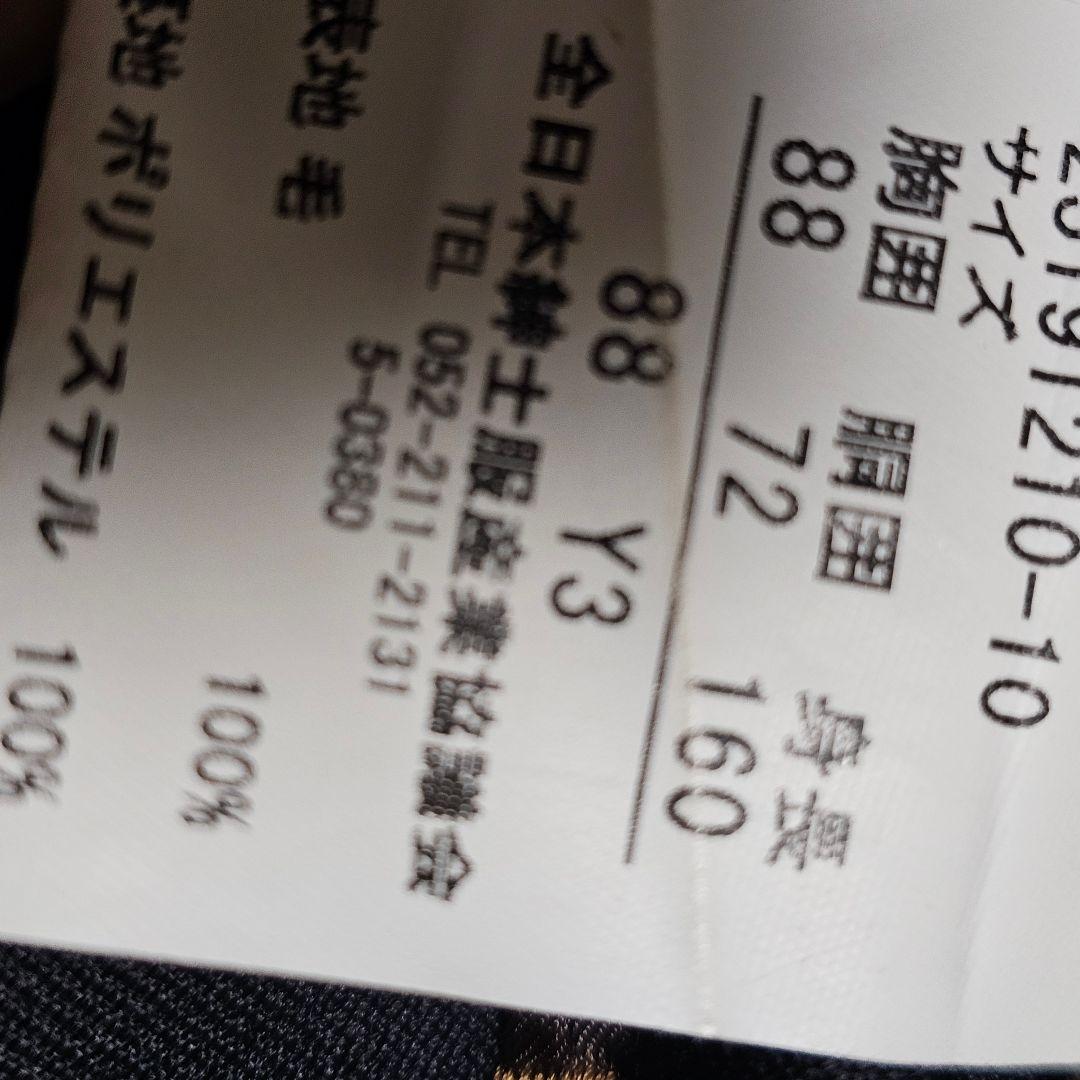 20191210-10
サイズ
胸囲 胴囲 身長
88 72 160
88 Y3
全日本紳士服産業協議会
TEL 052-211-2131
5-0380
表地 毛 100%
裏地 ポリエステル 100%